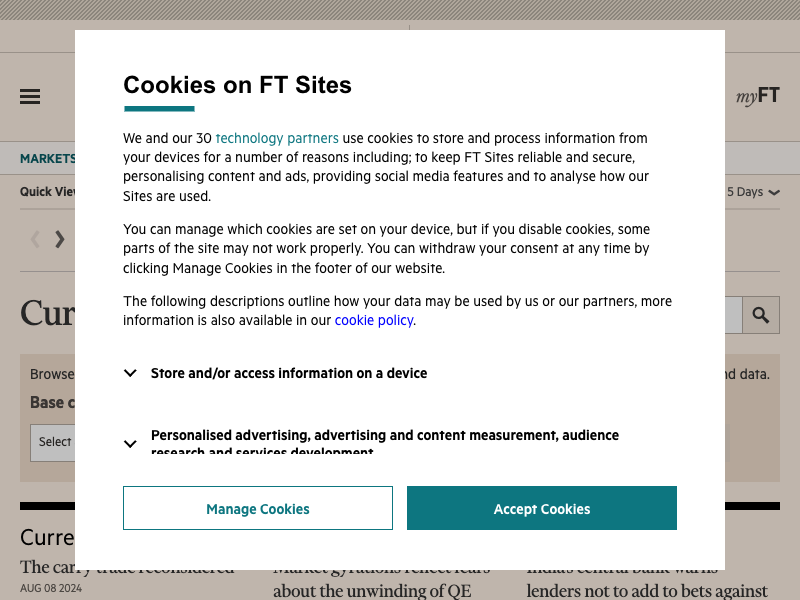 Cookies on FT Sites
We and our 30 technology partners use cookies to store and process information from
your devices for a number of reasons including; to keep FT Sites reliable and secure,
personalising content and ads, providing social media features and to analyse how our
Sites are used.
You can manage which cookies are set on your device, but if you disable cookies, some
parts of the site may not work properly. You can withdraw your consent at any time by
clicking Manage Cookies in the footer of our website.
The following descriptions outline how your data may be used by us or our partners, more
information is also available in our cookie policy.
Store and/or access information on a device
Personalised advertising, advertising and content measurement, audience
research and services development
Manage Cookies
Accept Cookies
myFT
MARKETS
Quick View
5 Days
Cur
Browse
nd data.
Base c
Select
Curre
The carry trade reconsidered
AUG 08 2024
Market gyrations reflect fears
about the unwinding of QE
India's central bank warns
lenders not to add to bets against